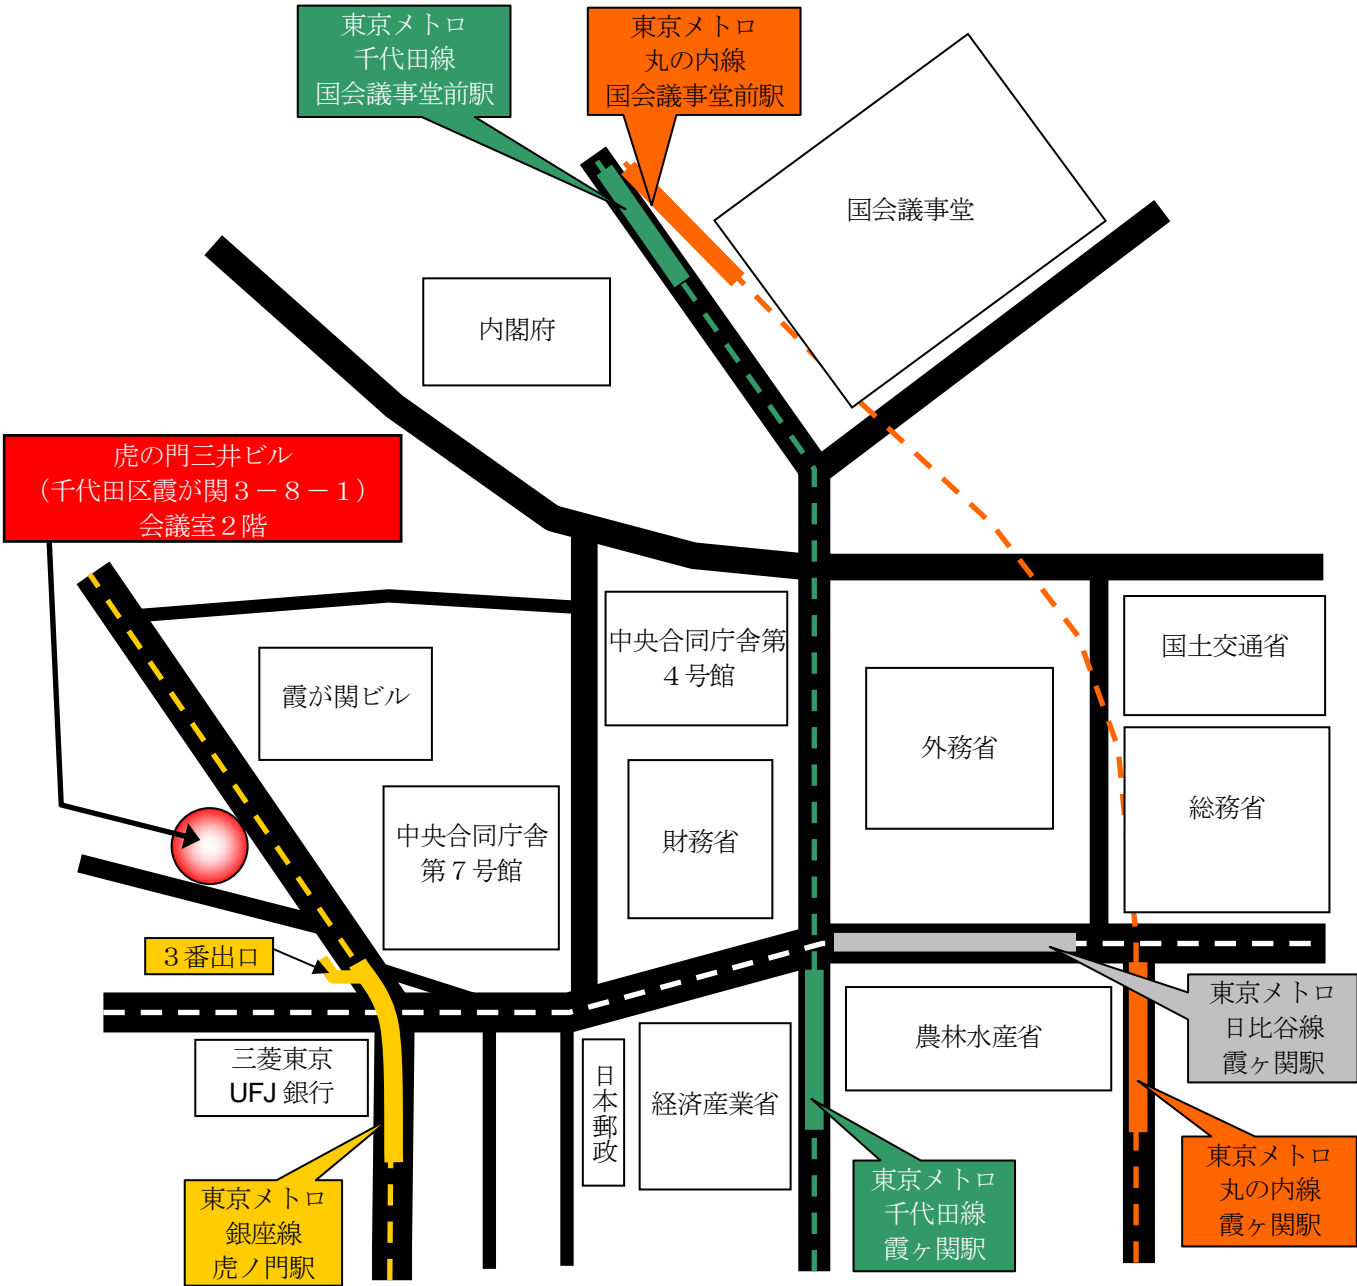 東京メトロ
千代田線
国会議事堂前駅
東京メトロ
丸の内線
国会議事堂前駅
国会議事堂
内閣府
虎の門三井ビル
（千代田区霞が関３－８－１）
会議室２階
中央合同庁舎第
４号館
国土交通省
霞が関ビル
外務省
総務省
中央合同庁舎
第７号館
財務省
３番出口
東京メトロ
日比谷線
霞ヶ関駅
農林水産省
三菱東京
UFJ 銀行
日本郵政
経済産業省
東京メトロ
銀座線
虎ノ門駅
東京メトロ
千代田線
霞ヶ関駅
東京メトロ
丸の内線
霞ヶ関駅